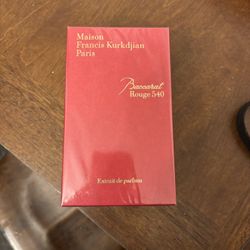 Maison
Francis Kurkdjian
Paris
Baccarat
Rouge 540
Extrait de parfum